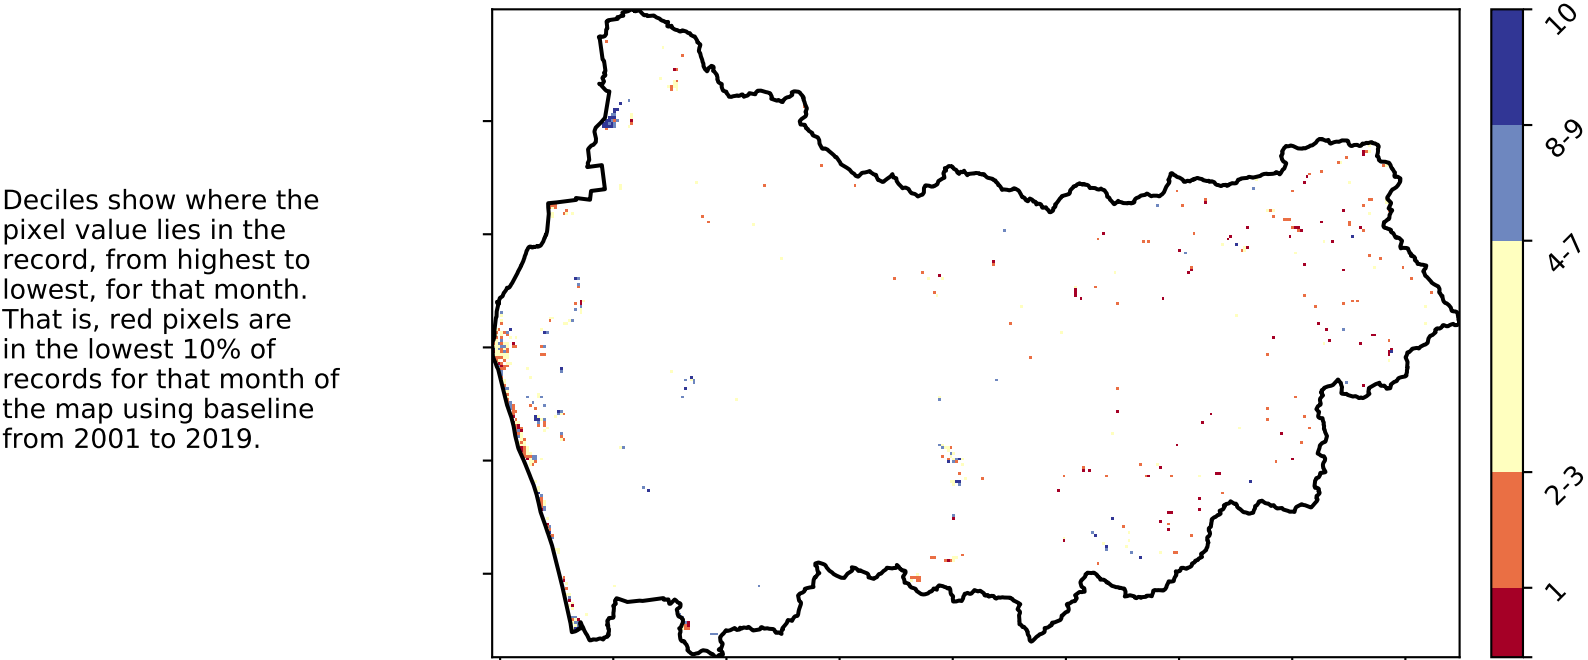 Deciles show where the
pixel value lies in the
record, from highest to
lowest, for that month.
That is, red pixels are
in the lowest 10% of
records for that month of
the map using baseline
from 2001 to 2019.
10
8-9
4-7
2-3
1